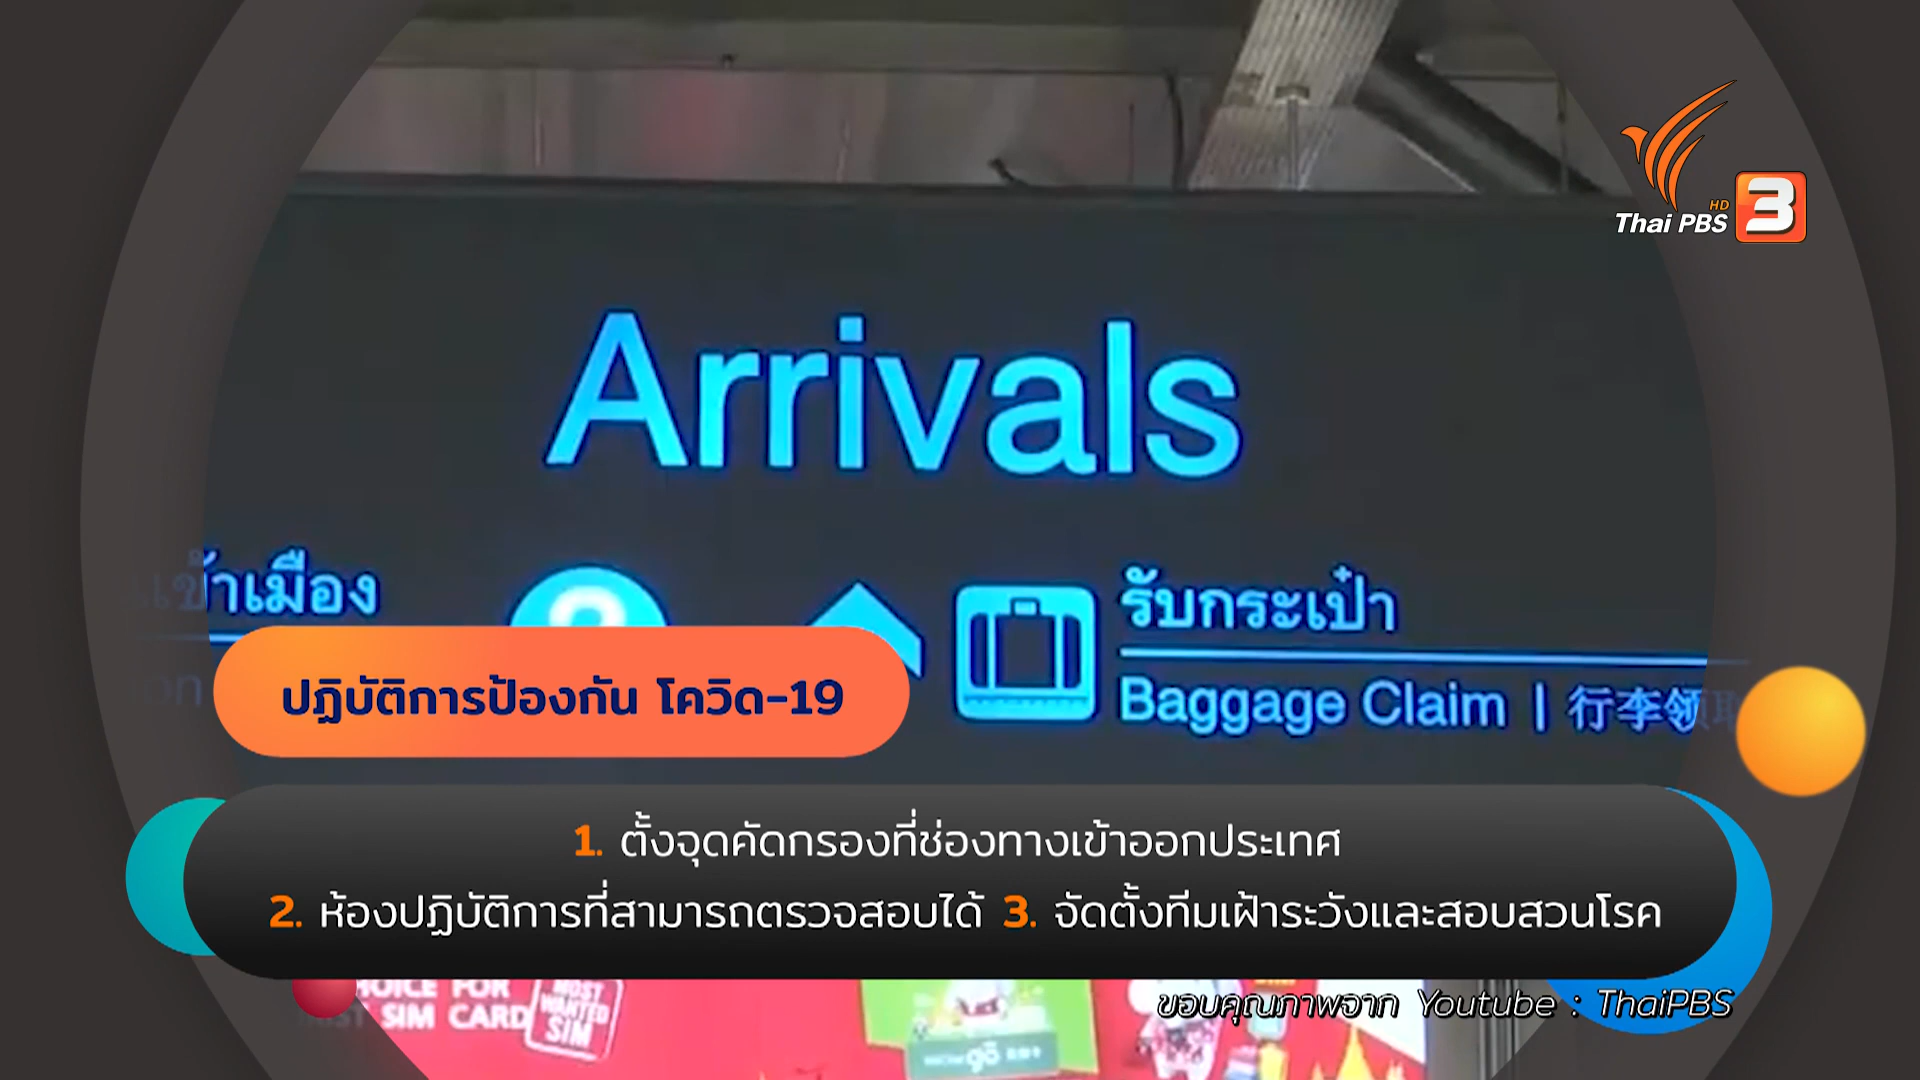 HD
Thai PBS 3
Arrivals
เข้าเมือง
รับกระเป๋า
Baggage Claim | 行李领取
ปฏิบัติการป้องกัน โควิด-19
1. ตั้งจุดคัดกรองที่ช่องทางเข้าออกประเทศ
2. ห้องปฏิบัติการที่สามารถตรวจสอบได้ 3. จัดตั้งทีมเฝ้าระวังและสอบสวนโรค
FOR
SIM CARD
MOST
WANTED
SIM
gō
ขอบคุณภาพจาก Youtube : ThaiPBS